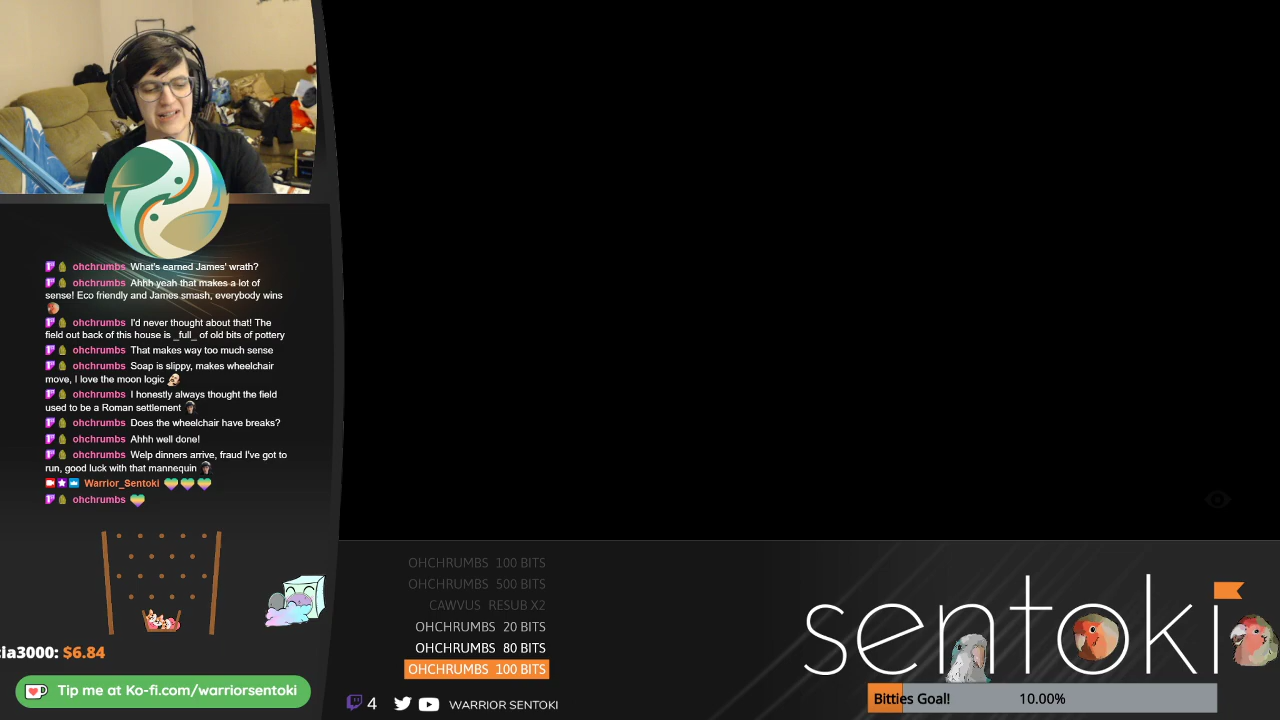 ohchrumbs What's earned James' wrath?
ohchrumbs Ahhh yeah that makes a lot of
sense! Eco friendly and James smash, everybody wins
ohchrumbs I'd never thought about that! The
field out back of this house is _full_ of old bits of pottery
ohchrumbs That makes way too much sense
ohchrumbs Soap is slippy, makes wheelchair
move, I love the moon logic
ohchrumbs I honestly always thought the field
used to be a Roman settlement
ohchrumbs Does the wheelchair have breaks?
ohchrumbs Ahhh well done!
ohchrumbs Welp dinners arrive, fraud I've got to
run, good luck with that mannequin
Warrior_Sentoki
ohchrumbs
ia3000: $6.84
Tip me at Ko-fi.com/warriorsentoki
OHCHRUMBS 100 BITS
OHCHRUMBS 500 BITS
CAWVUS RESUB X2
OHCHRUMBS 20 BITS
OHCHRUMBS 80 BITS
OHCHRUMBS 100 BITS
4 WARRIOR SENTOKI
sentoki
Bitties Goal! 10.00%